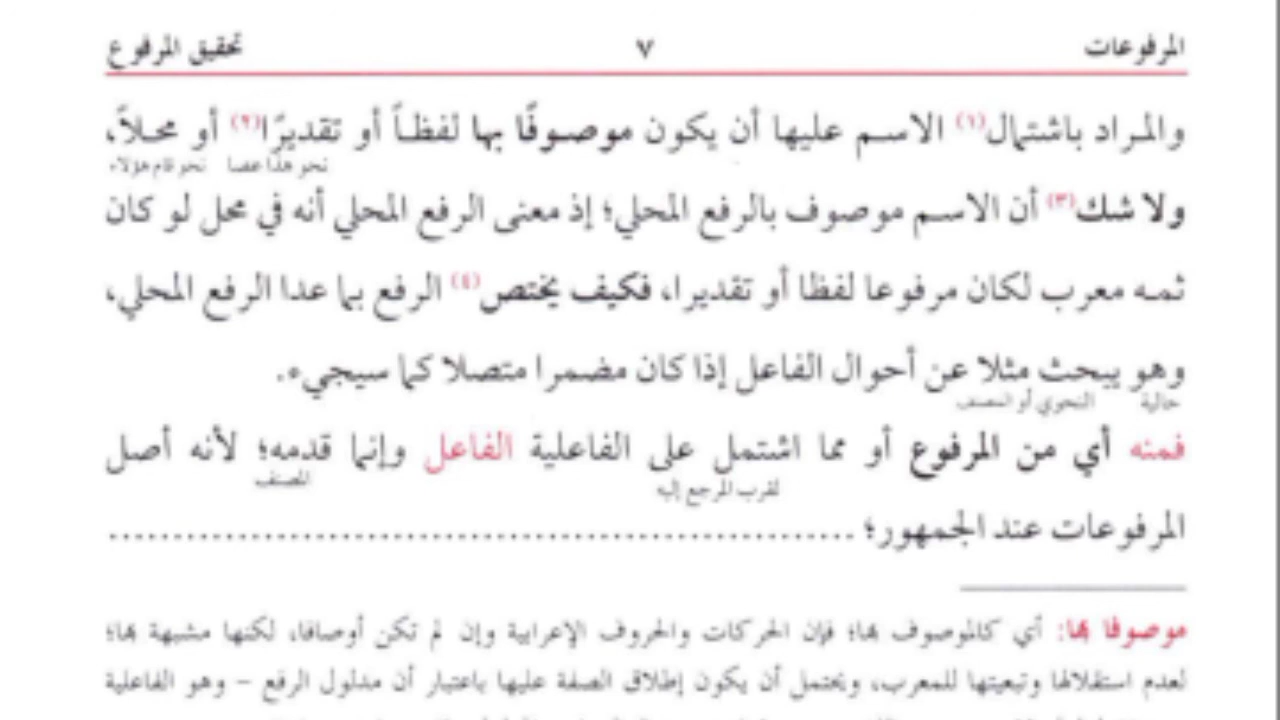 المرفوعات ٧ تحقيق المرفوع
والمراد باشتمال(١) الاسم عليها أن يكون موصوفًا بها لفظاً أو تقديرًا(٢) أو محلاً،
نحو هذا عصا نحو قام هؤلاء
ولا شك(٣) أن الاسم موصوف بالرفع المحلي؛ إذ معنى الرفع المحلي أنه في محل لو كان
ثمه معرب لكان مرفوعا لفظا أو تقديرا، فكيف يختص(٤) الرفع بما عدا الرفع المحلي،
وهو يبحث مثلا عن أحوال الفاعل إذا كان مضمرا متصلا كما سيجيء.
حالية النحوي أو المصنف
فمنه أي من المرفوع أو مما اشتمل على الفاعلية الفاعل وإنما قدمه؛ لأنه أصل
لقرب المرجع إليه المصنف
المرفوعات عند الجمهور؛ ......................................................
موصوفا بها: أي كالموصوف بها؛ فإن الحركات والحروف الإعرابية وإن لم تكن أوصافا، لكنها مشبهة بها؛
لعدم استقلالها وتبعيتها للمعرب، ويحتمل أن يكون إطلاق الصفة عليها باعتبار أن مدلول الرفع – وهو الفاعلية